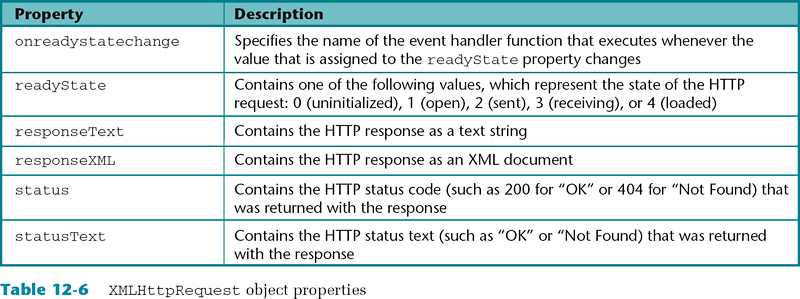 Property Description
onreadystatechange Specifies the name of the event handler function that executes whenever the
value that is assigned to the readyState property changes
readyState Contains one of the following values, which represent the state of the HTTP
request: 0 (uninitialized), 1 (open), 2 (sent), 3 (receiving), or 4 (loaded)
responseText Contains the HTTP response as a text string
responseXML Contains the HTTP response as an XML document
status Contains the HTTP status code (such as 200 for “OK” or 404 for “Not Found) that
was returned with the response
statusText Contains the HTTP status text (such as “OK” or “Not Found) that was returned
with the response
Table 12-6 XMLHttpRequest object properties